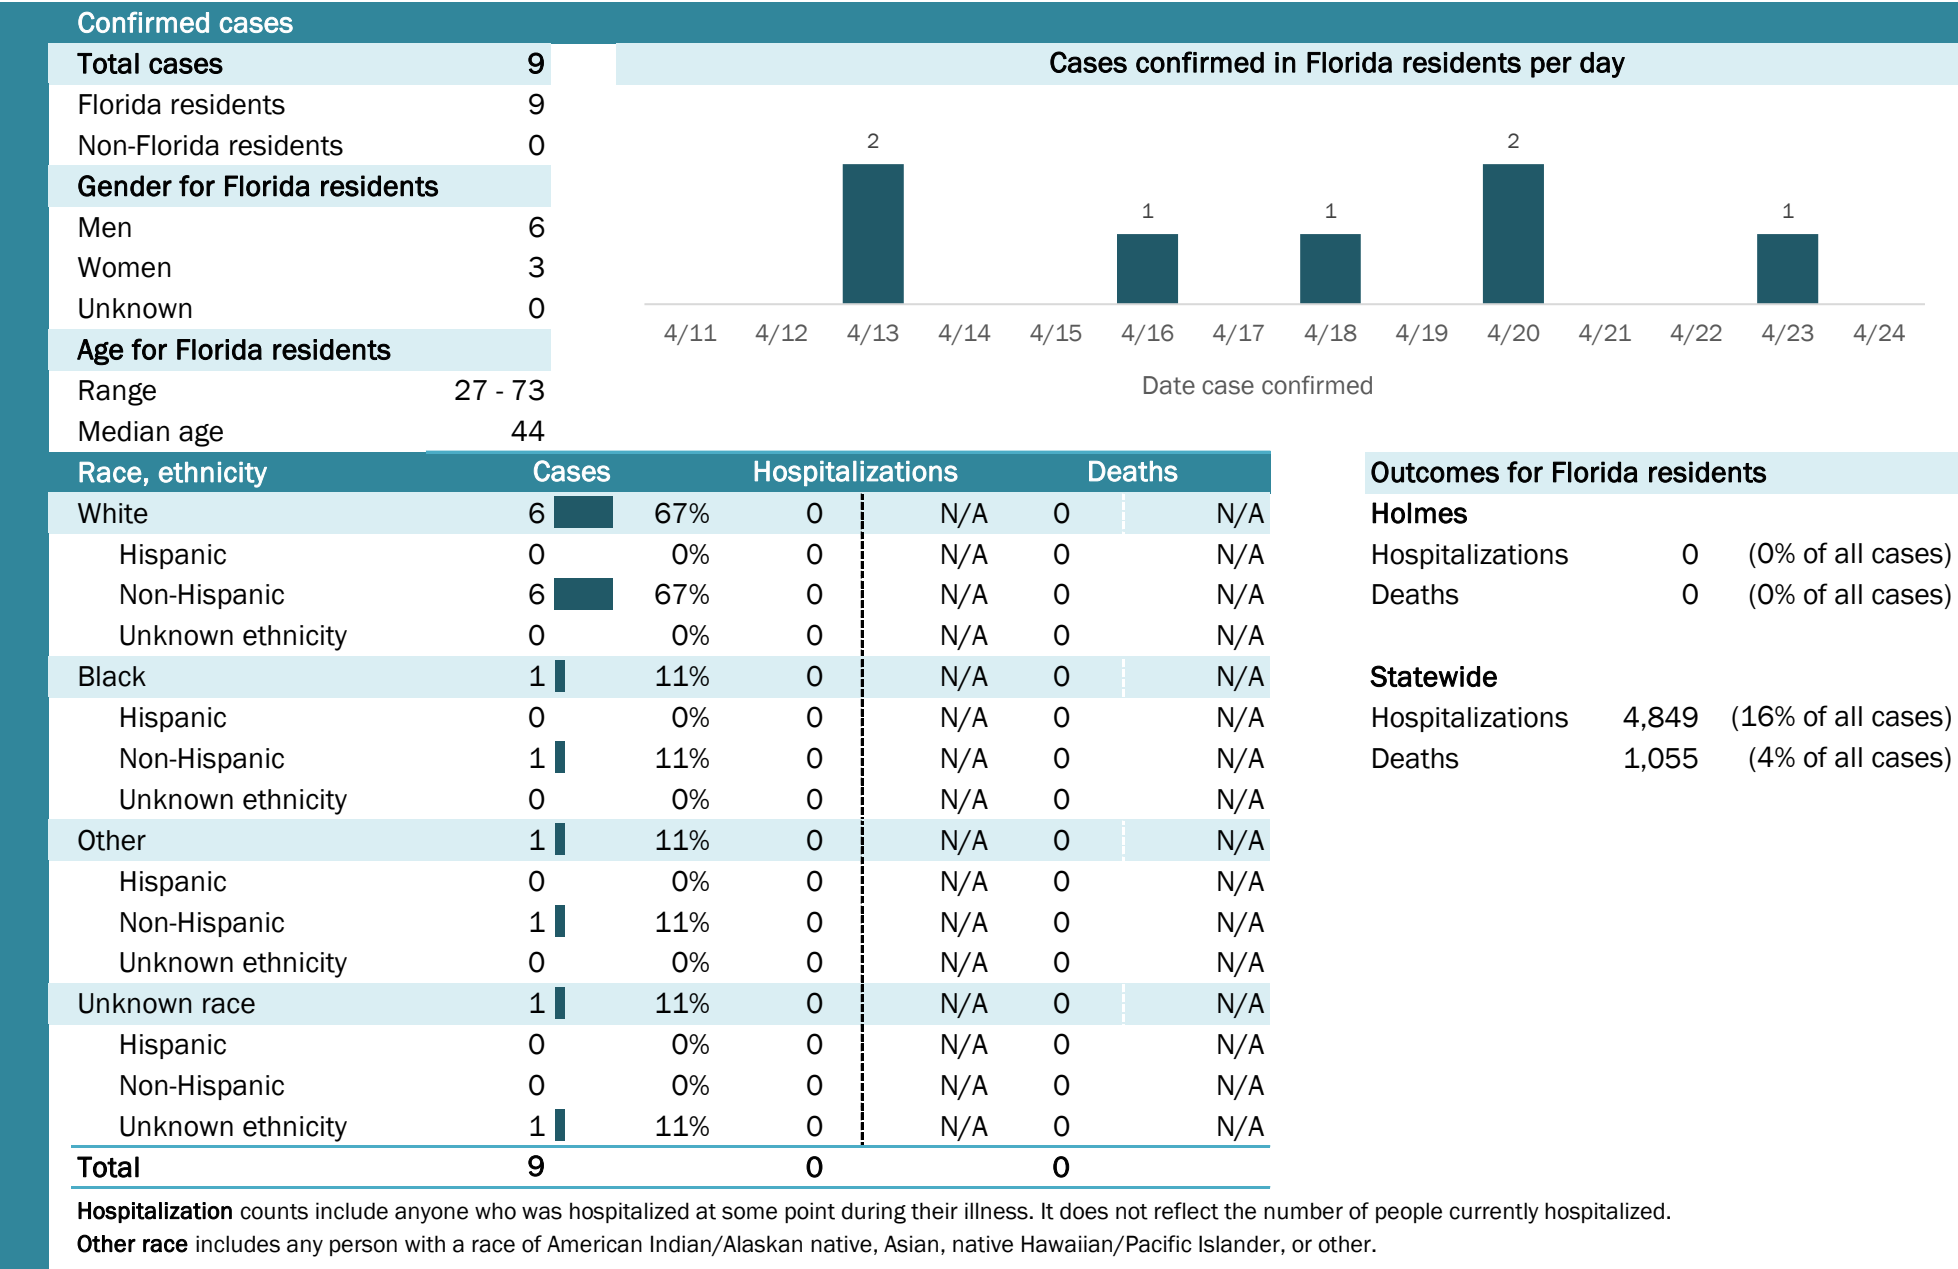 Confirmed cases
Total cases 9
Florida residents 9
Non-Florida residents 0
Gender for Florida residents
Men 6
Women 3
Unknown 0
Age for Florida residents
Range 27 - 73
Median age 44
Cases confirmed in Florida residents per day
2 1 1 2 1
4/11 4/12 4/13 4/14 4/15 4/16 4/17 4/18 4/19 4/20 4/21 4/22 4/23 4/24
Date case confirmed
Race, ethnicity Cases Hospitalizations Deaths
White 6 67% 0 N/A 0 N/A
Hispanic 0 0% 0 N/A 0 N/A
Non-Hispanic 6 67% 0 N/A 0 N/A
Unknown ethnicity 0 0% 0 N/A 0 N/A
Black 1 11% 0 N/A 0 N/A
Hispanic 0 0% 0 N/A 0 N/A
Non-Hispanic 1 11% 0 N/A 0 N/A
Unknown ethnicity 0 0% 0 N/A 0 N/A
Other 1 11% 0 N/A 0 N/A
Hispanic 0 0% 0 N/A 0 N/A
Non-Hispanic 1 11% 0 N/A 0 N/A
Unknown ethnicity 0 0% 0 N/A 0 N/A
Unknown race 1 11% 0 N/A 0 N/A
Hispanic 0 0% 0 N/A 0 N/A
Non-Hispanic 0 0% 0 N/A 0 N/A
Unknown ethnicity 1 11% 0 N/A 0 N/A
Total 9 0 0
Outcomes for Florida residents
Holmes
Hospitalizations 0 (0% of all cases)
Deaths 0 (0% of all cases)
Statewide
Hospitalizations 4,849 (16% of all cases)
Deaths 1,055 (4% of all cases)
Hospitalization counts include anyone who was hospitalized at some point during their illness. It does not reflect the number of people currently hospitalized.
Other race includes any person with a race of American Indian/Alaskan native, Asian, native Hawaiian/Pacific Islander, or other.